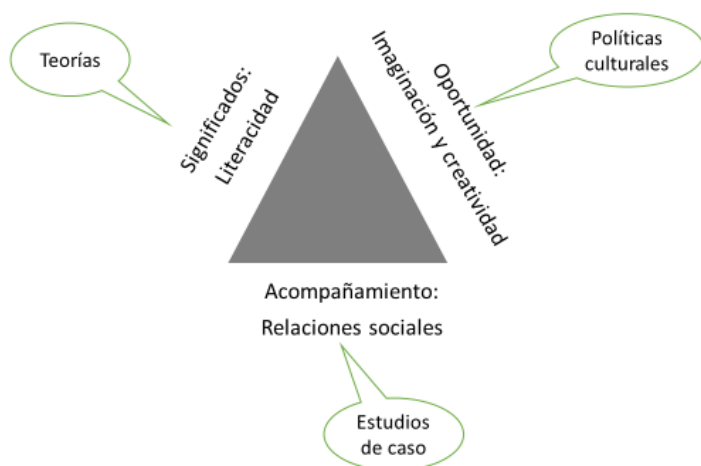 Teorías
Significados:
Literacidad
Políticas
culturales
Oportunidad:
Imaginación y creatividad
Acompañamiento:
Relaciones sociales
Estudios
de caso